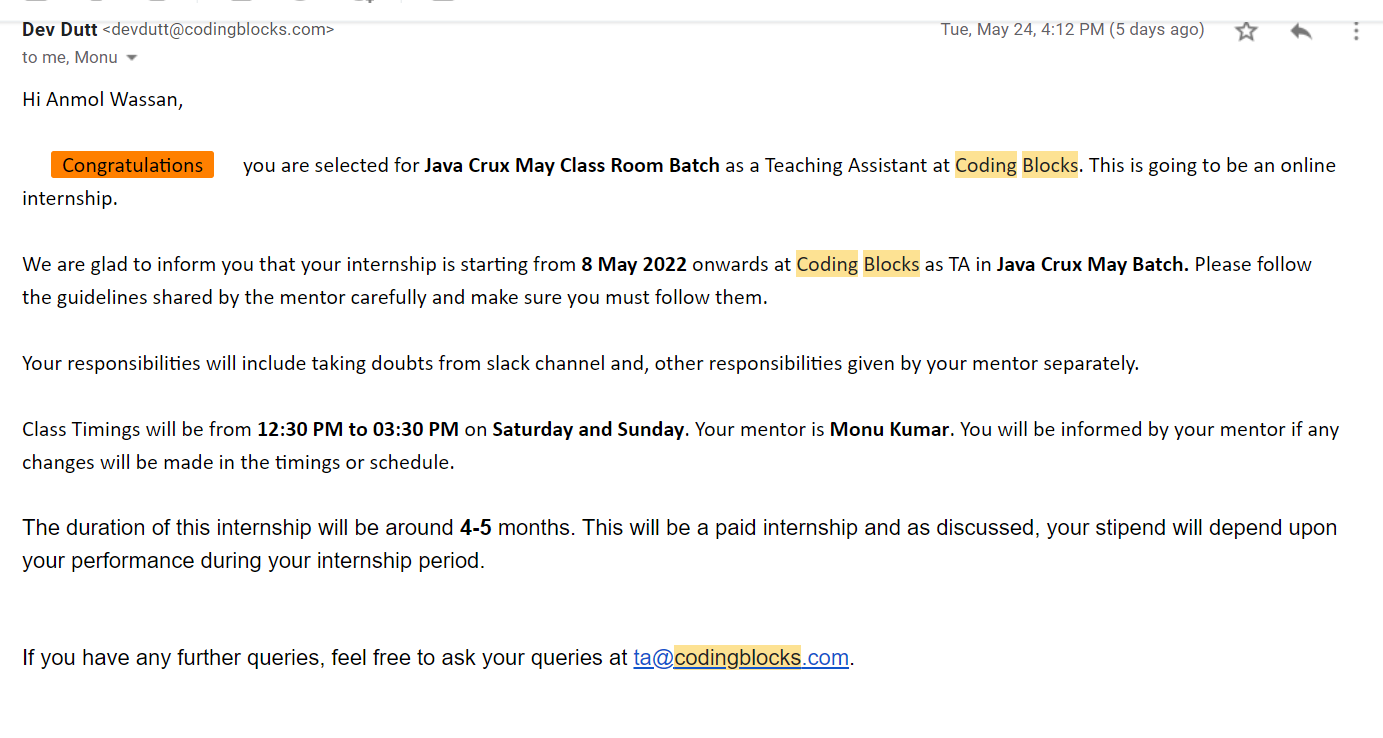 Dev Dutt <devdutt@codingblocks.com>
Tue, May 24, 4:12 PM (5 days ago)
to me, Monu
Hi Anmol Wassan,
Congratulations you are selected for Java Crux May Class Room Batch as a Teaching Assistant at Coding Blocks. This is going to be an online
internship.
We are glad to inform you that your internship is starting from 8 May 2022 onwards at Coding Blocks as TA in Java Crux May Batch. Please follow
the guidelines shared by the mentor carefully and make sure you must follow them.
Your responsibilities will include taking doubts from slack channel and, other responsibilities given by your mentor separately.
Class Timings will be from 12:30 PM to 03:30 PM on Saturday and Sunday. Your mentor is Monu Kumar. You will be informed by your mentor if any
changes will be made in the timings or schedule.
The duration of this internship will be around 4-5 months. This will be a paid internship and as discussed, your stipend will depend upon
your performance during your internship period.
If you have any further queries, feel free to ask your queries at ta@codingblocks.com.